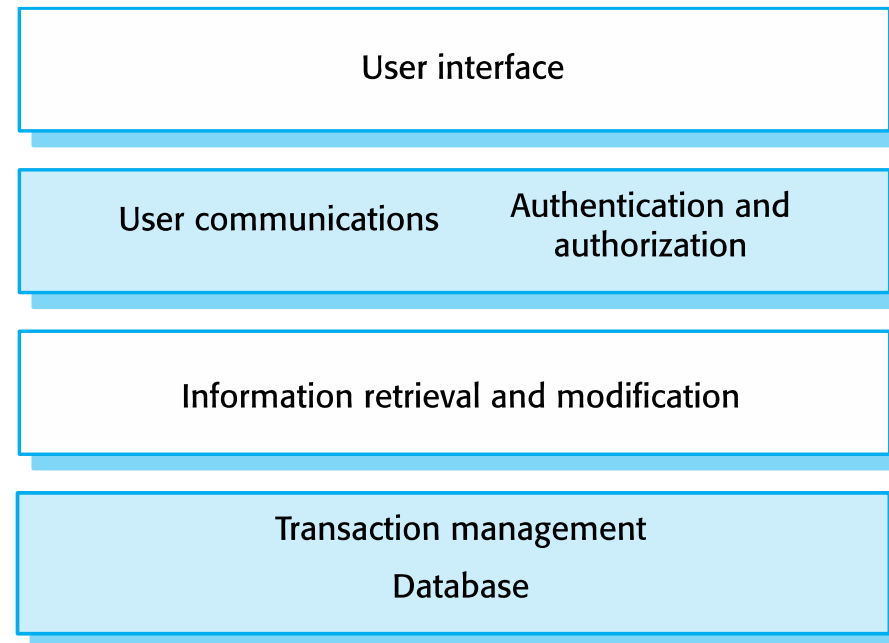 User interface
User communications
Authentication and
authorization
Information retrieval and modification
Transaction management
Database